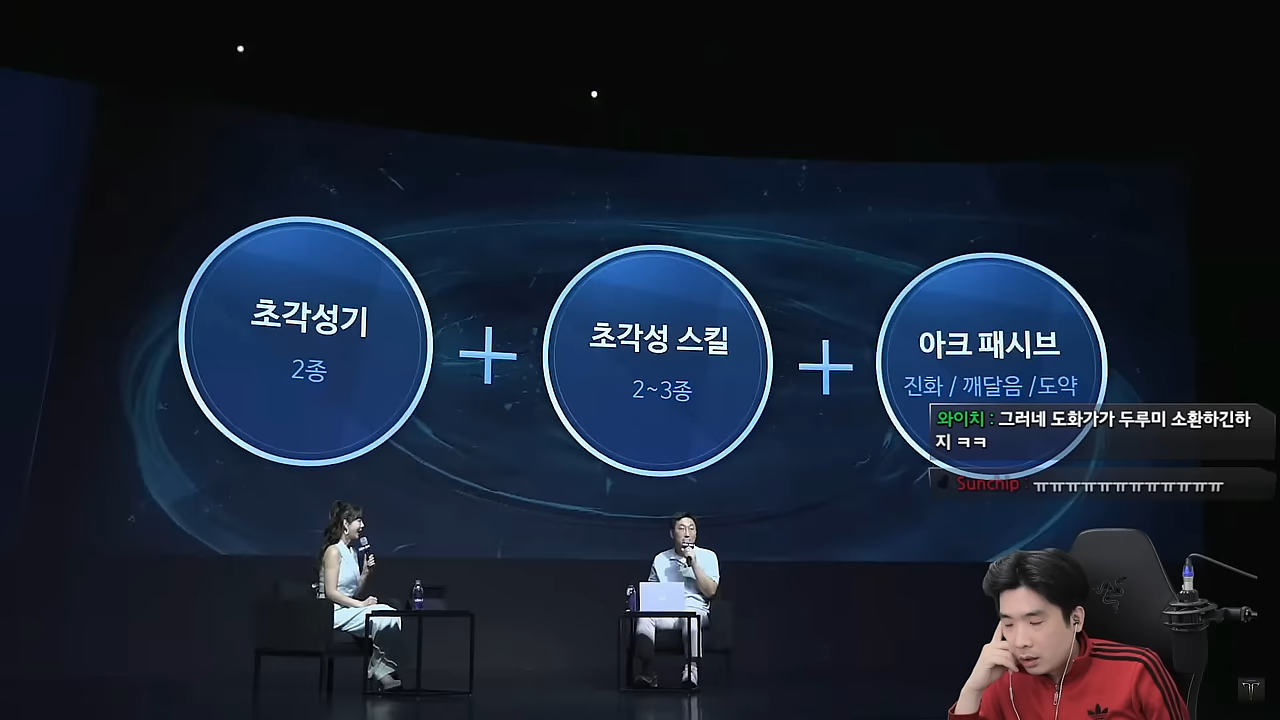 초각성기
2종
초각성 스킬
2~3종
아크 패시브
진화 / 깨달음 /도약
와이치 : 그러네 도화가가 두루미 소환하긴하
지 ㅋㅋ
Sunchip : ㅠㅠㅠㅠㅠㅠㅠㅠㅠㅠㅠㅠ